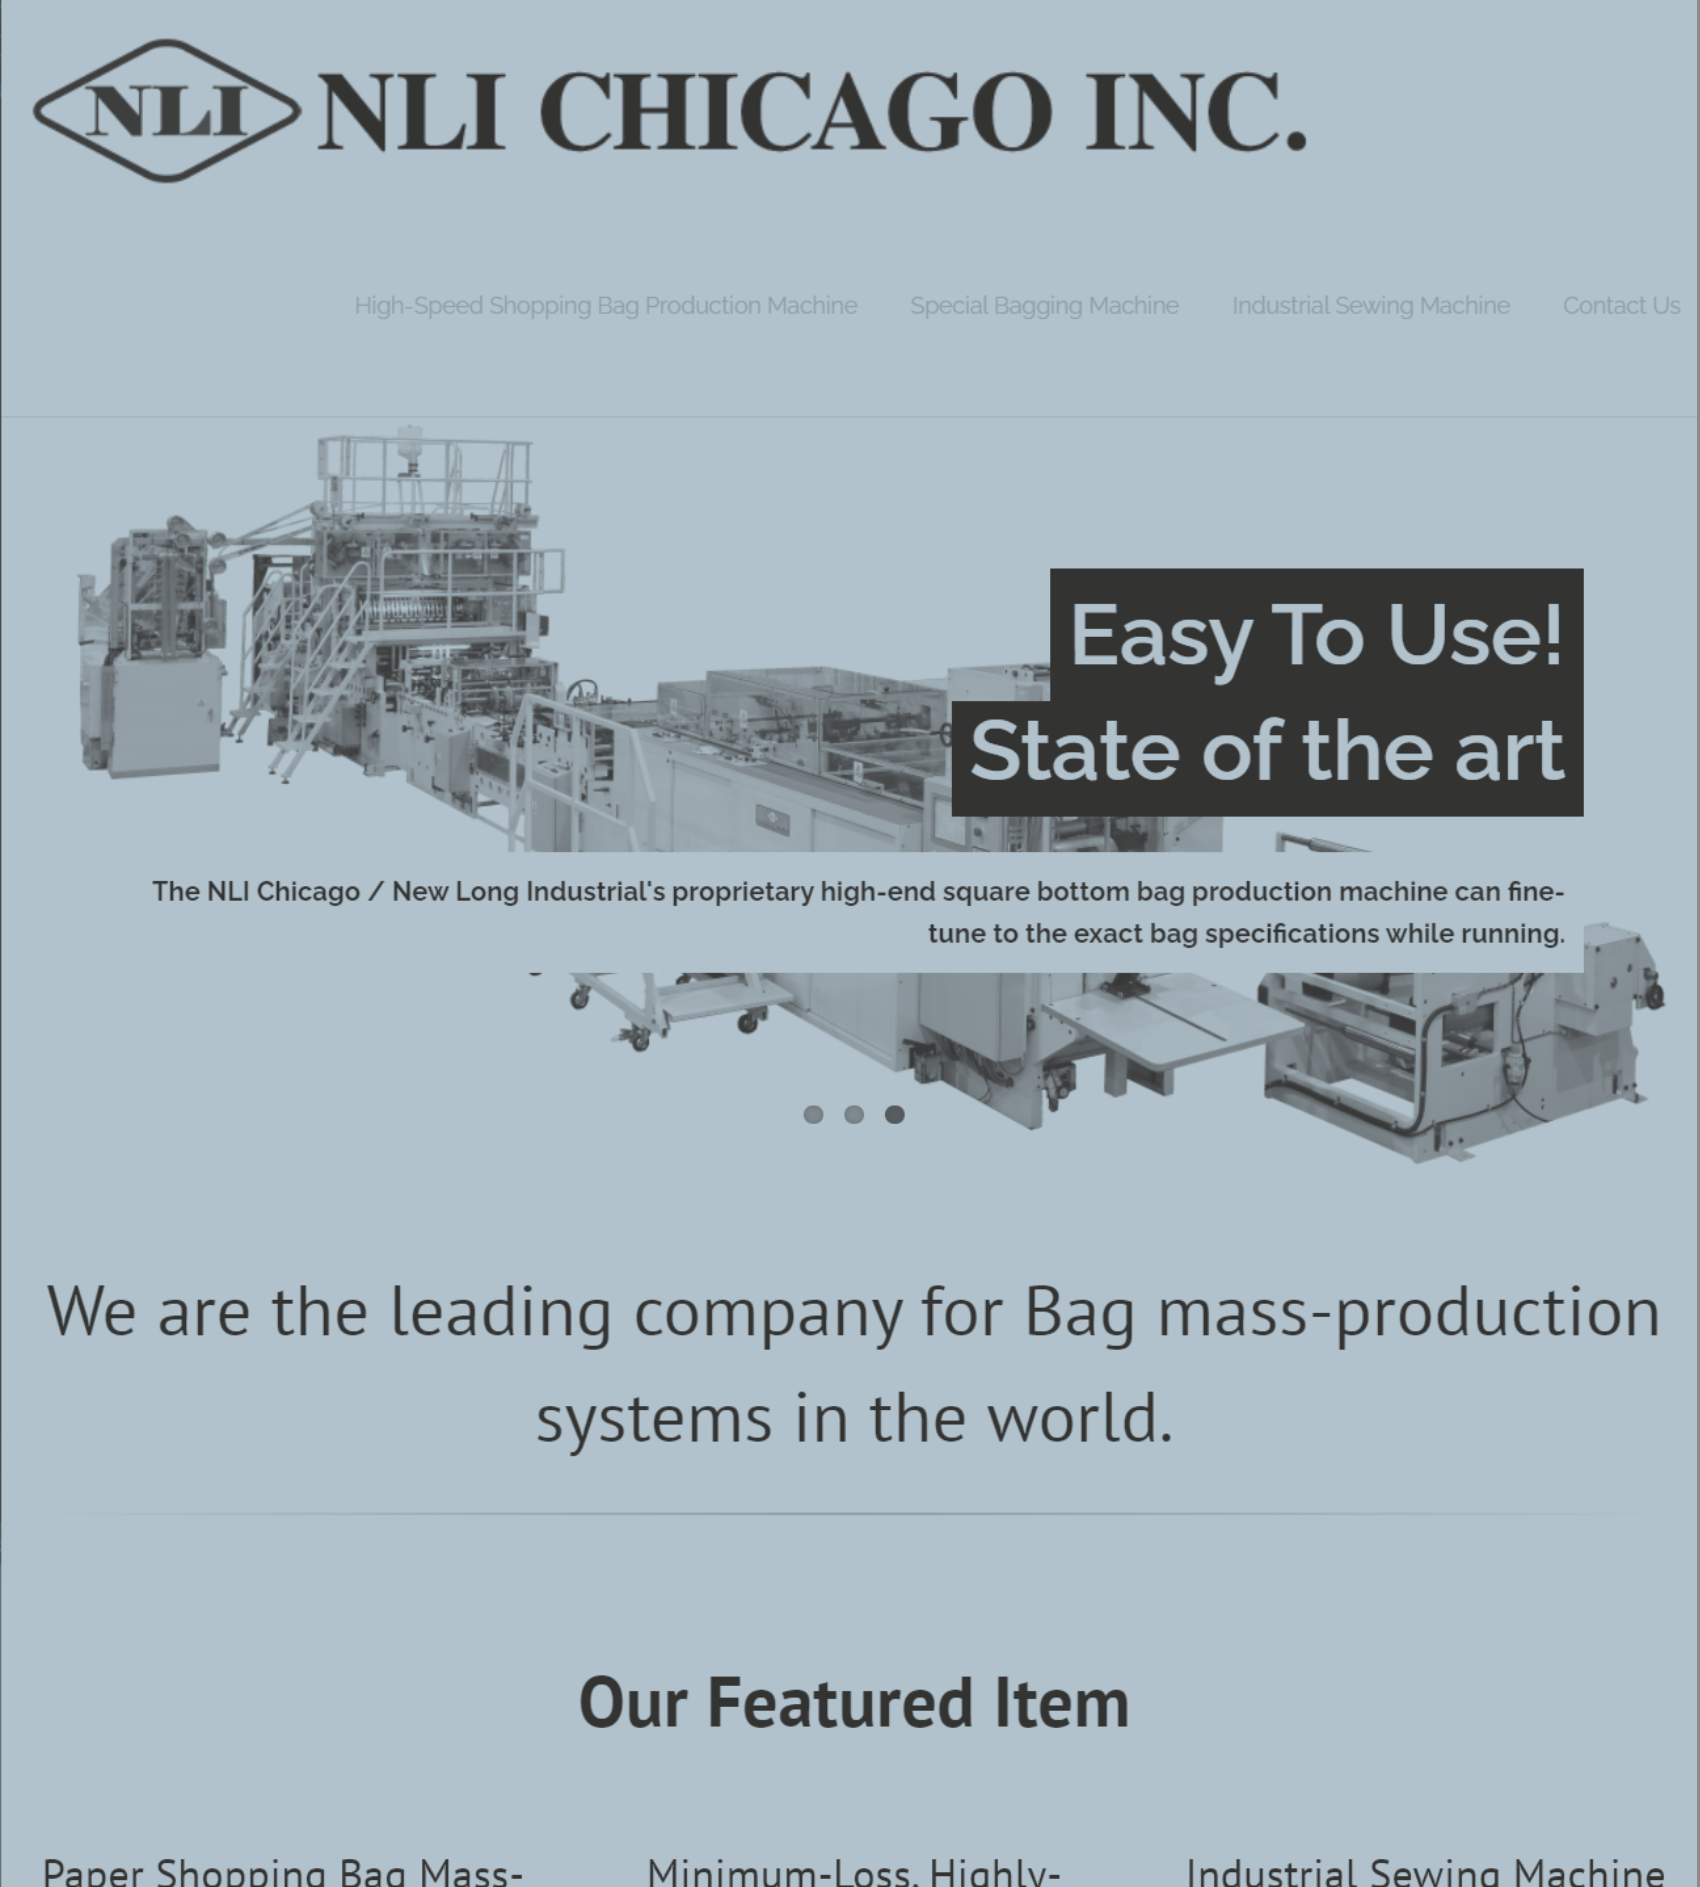 NLI
NLI CHICAGO INC.
High-Speed Shopping Bag Production Machine
Special Bagging Machine
Industrial Sewing Machine
Contact Us
Easy To Use!
State of the art
The NLI Chicago / New Long Industrial's proprietary high-end square bottom bag production machine can fine-
tune to the exact bag specifications while running.
We are the leading company for Bag mass-production
systems in the world.
Our Featured Item
Paper Shopping Bag Mass-
Minimum-Loss, Highly-
Industrial Sewing Machine